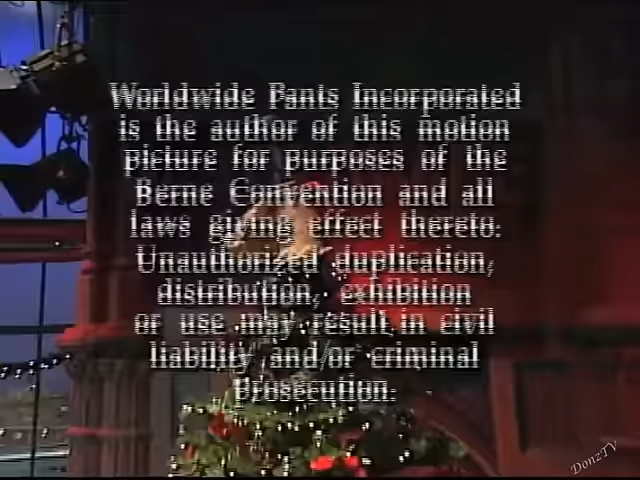 Worldwide Pants Incorporated
is the author of this motion
picture for purposes of the
Berne Convention and all
laws giving effect thereto.
Unauthorized duplication,
distribution, exhibition
or use may result in civil
liability and/or criminal
prosecution.
DonzTV